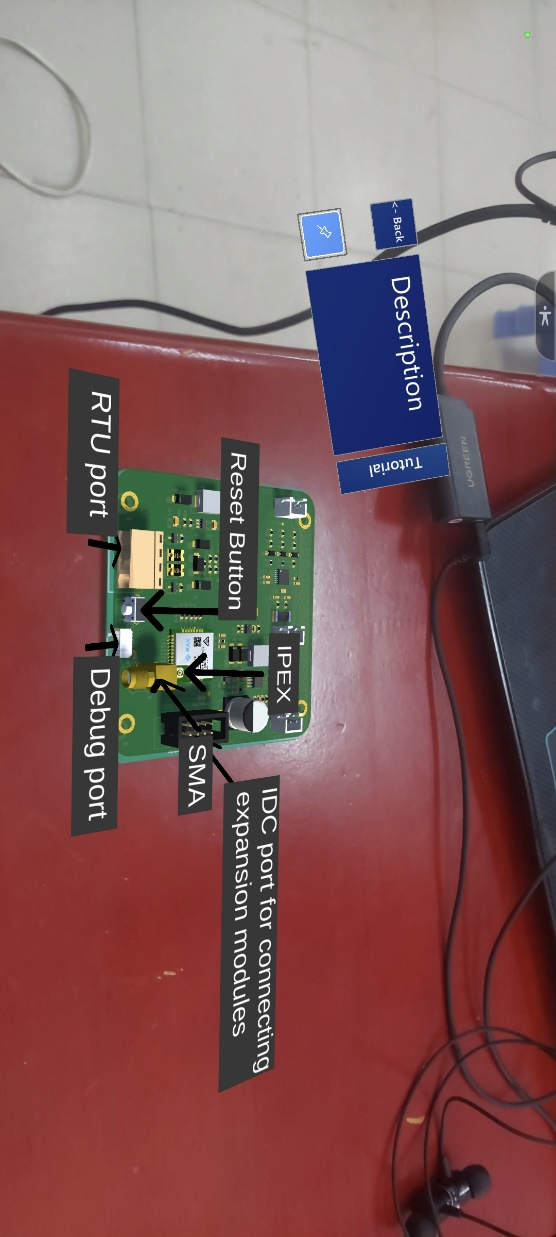 <- Back
Description
Tutorial
UGREEN
RTU port
Reset Button
IPEX
SMA
Debug port
IDC port for connecting
expansion modules